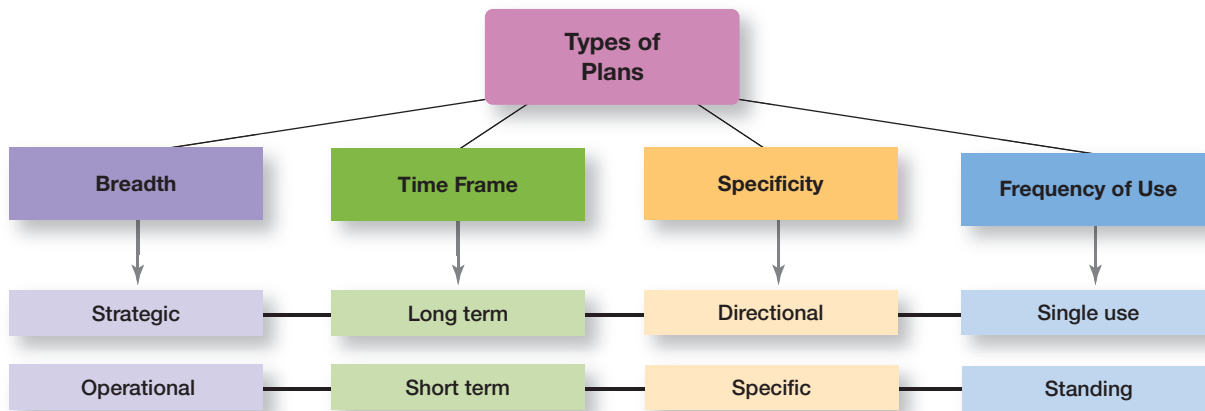 Types of
Plans
Breadth
Time Frame
Specificity
Frequency of Use
Strategic
Long term
Directional
Single use
Operational
Short term
Specific
Standing